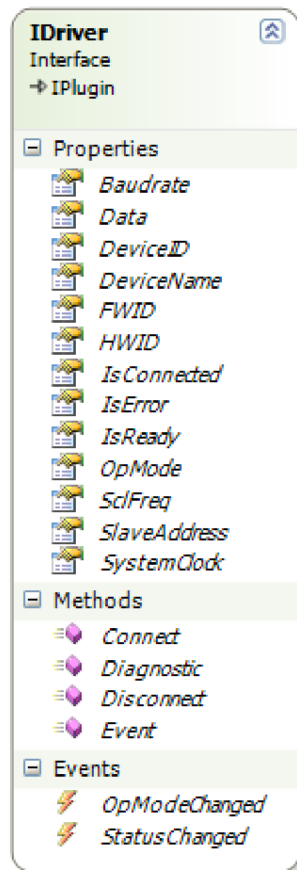 IDriver
Interface
IPlugin
Properties
Baudrate
Data
DeviceID
DeviceName
FWID
HWID
IsConnected
IsError
IsReady
OpMode
SclFreq
SlaveAddress
SystemClock
Methods
Connect
Diagnostic
Disconnect
Event
Events
OpModeChanged
StatusChanged